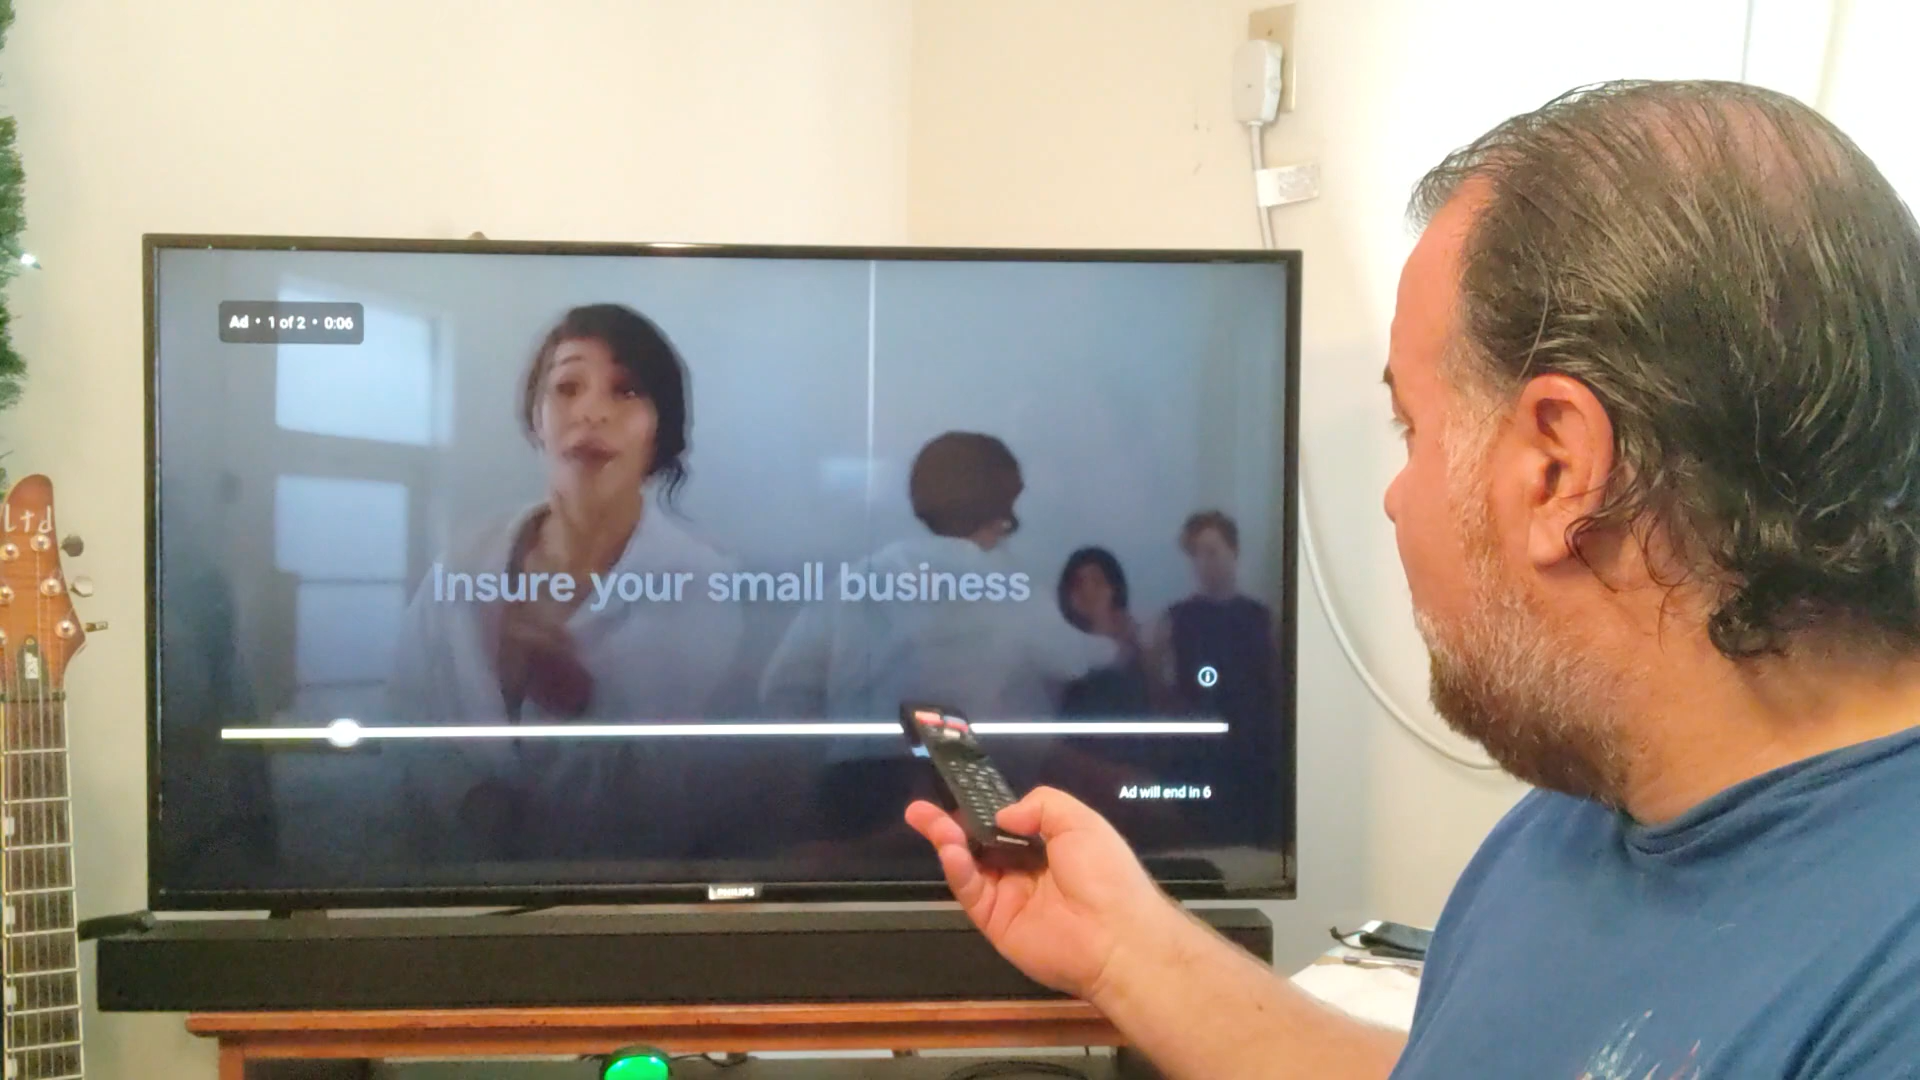 Ad • 1 of 2 • 0:06
Ltd
Insure your small business
Ad will end in 6
PHILIPS